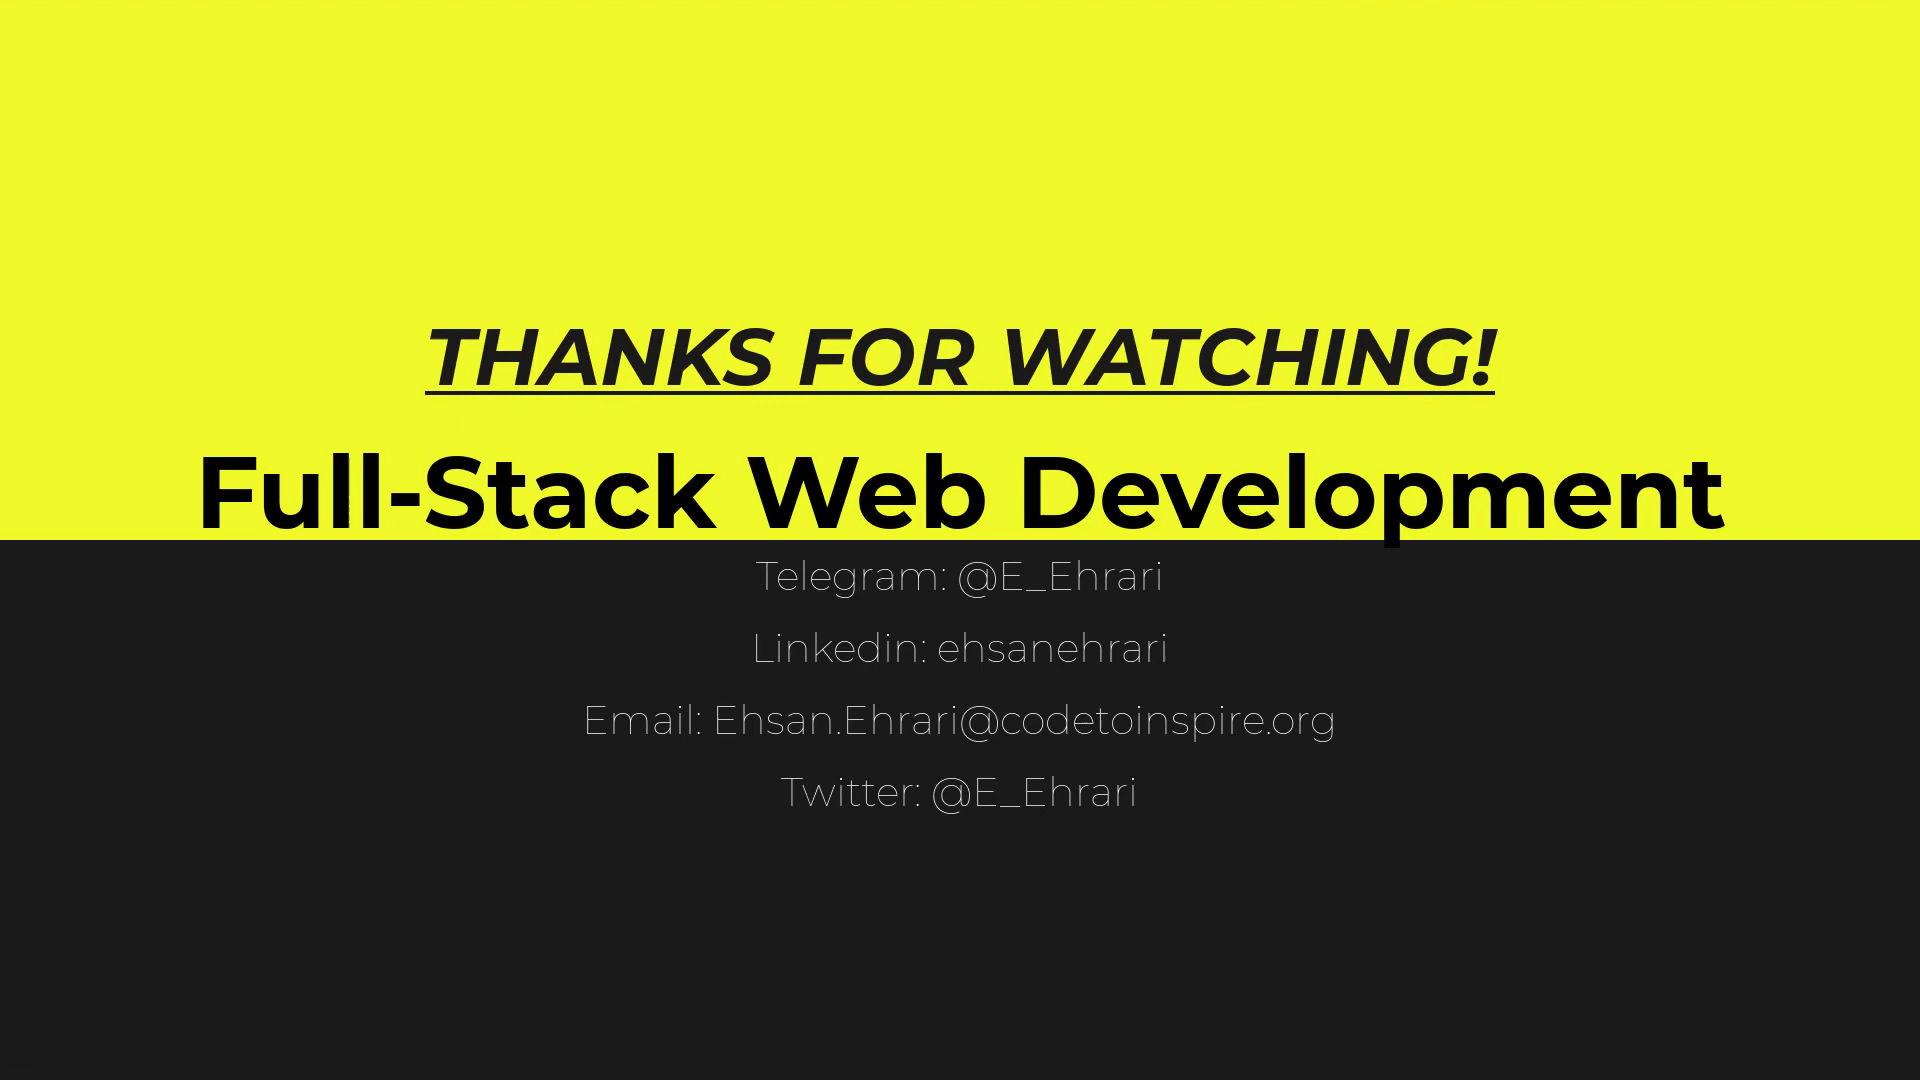 THANKS FOR WATCHING!
Full-Stack Web Development
Telegram: @E_Ehrari
Linkedin: ehsanehrari
Email: Ehsan.Ehrari@codetoinspire.org
Twitter: @E_Ehrari